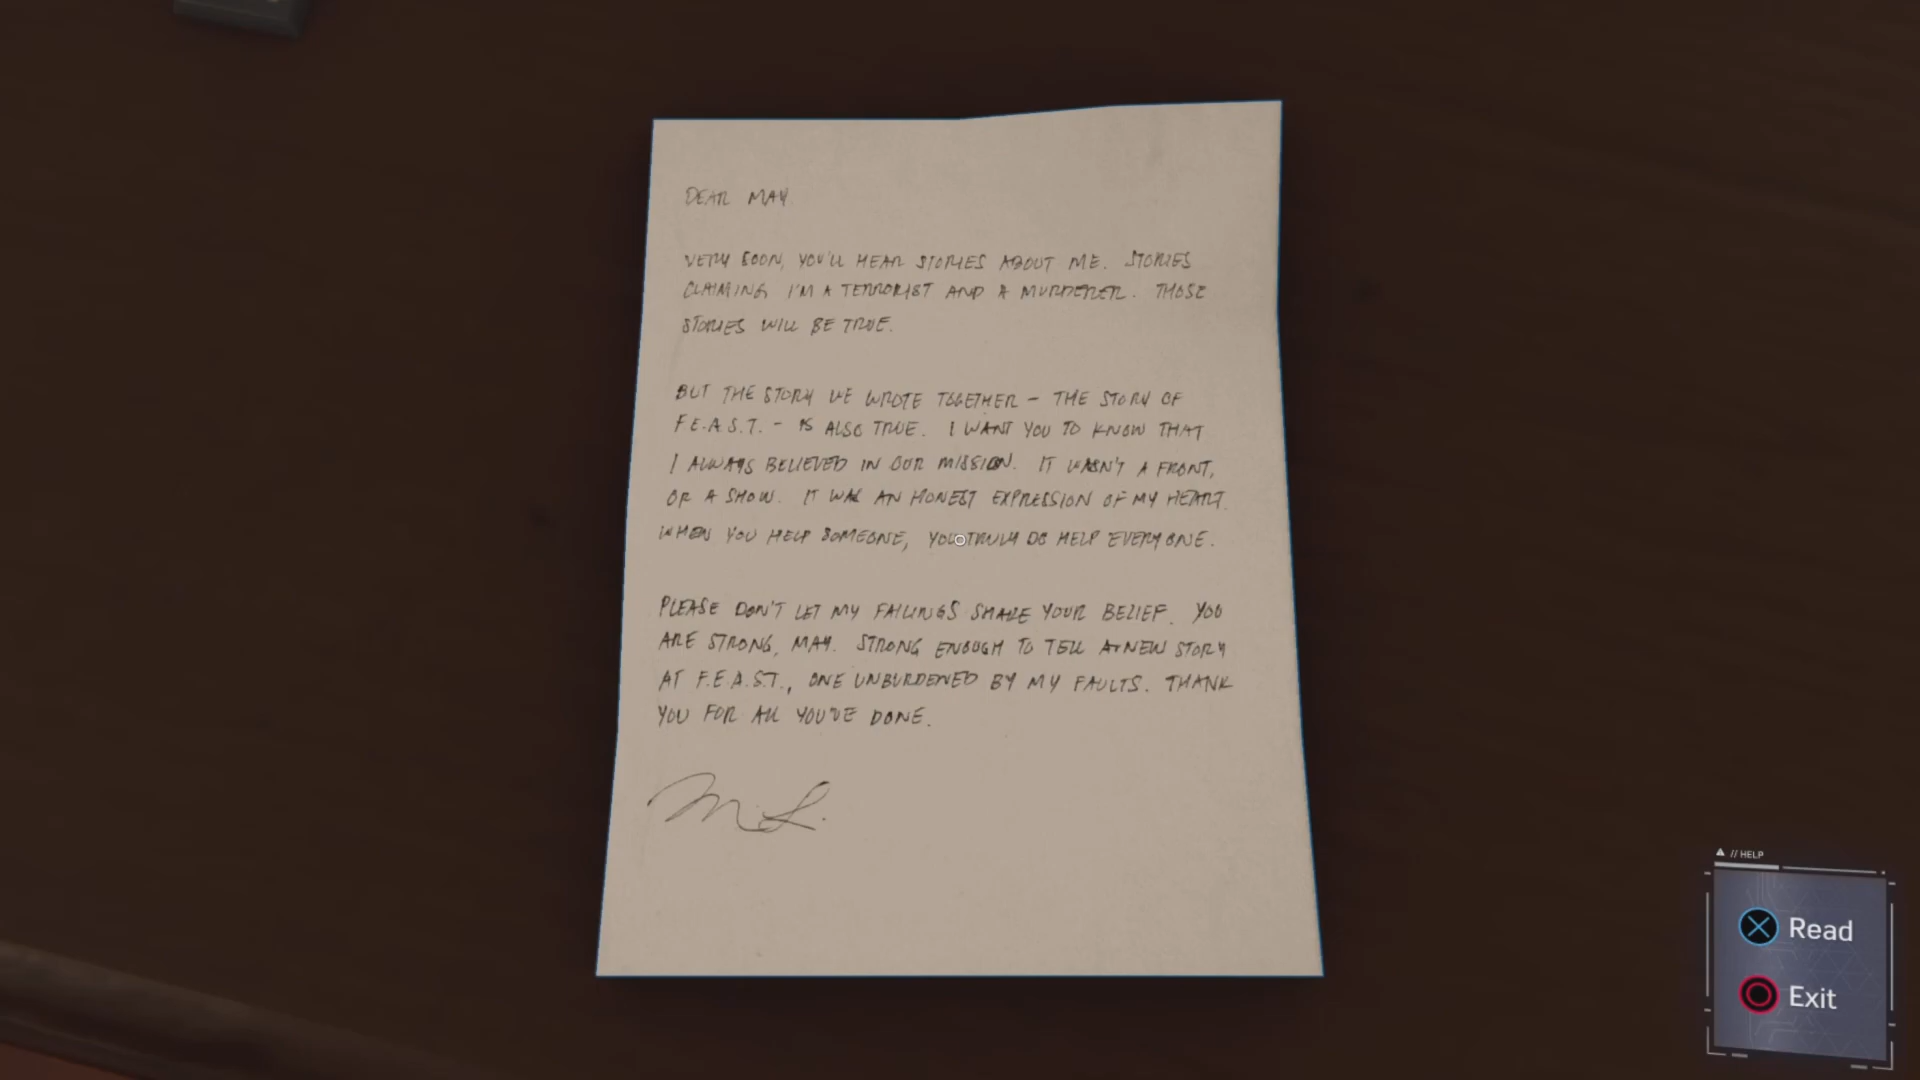 DEAR MAY
VERY SOON, YOU'LL HEAR STORIES ABOUT ME. STORIES
CLAIMING I'M A TERRORIST AND A MURDERER. THOSE
STORIES WILL BE TRUE.
BUT THE STORY WE WROTE TOGETHER - THE STORY OF
F.E.A.S.T. - IS ALSO TRUE. I WANT YOU TO KNOW THAT
I ALWAYS BELIEVED IN OUR MISSION. IT WASN'T A FRONT,
OR A SHOW. IT WAS AN HONEST EXPRESSION OF MY HEART.
WHEN YOU HELP SOMEONE, YOU TRULY DO HELP EVERYONE.
PLEASE DON'T LET MY FAILINGS SHAKE YOUR BELIEF. YOU
ARE STRONG, MAY. STRONG ENOUGH TO TELL A NEW STORY
AT F.E.A.S.T., ONE UNBURDENED BY MY FAULTS. THANK
YOU FOR ALL YOU'VE DONE.
M L.
// HELP
Read
Exit